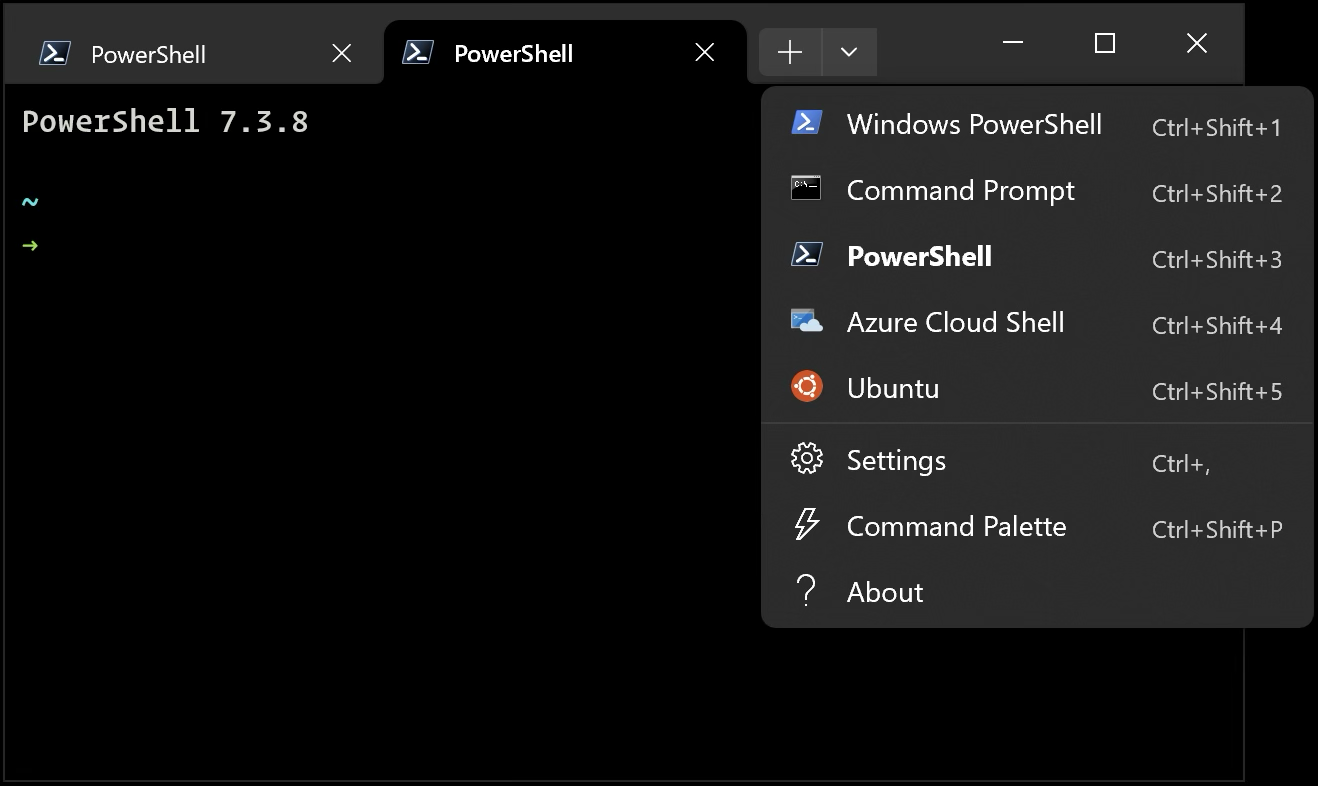 PowerShell
PowerShell
PowerShell 7.3.8
~
➜
Windows PowerShell Ctrl+Shift+1
Command Prompt Ctrl+Shift+2
PowerShell Ctrl+Shift+3
Azure Cloud Shell Ctrl+Shift+4
Ubuntu Ctrl+Shift+5
Settings Ctrl+,
Command Palette Ctrl+Shift+P
About